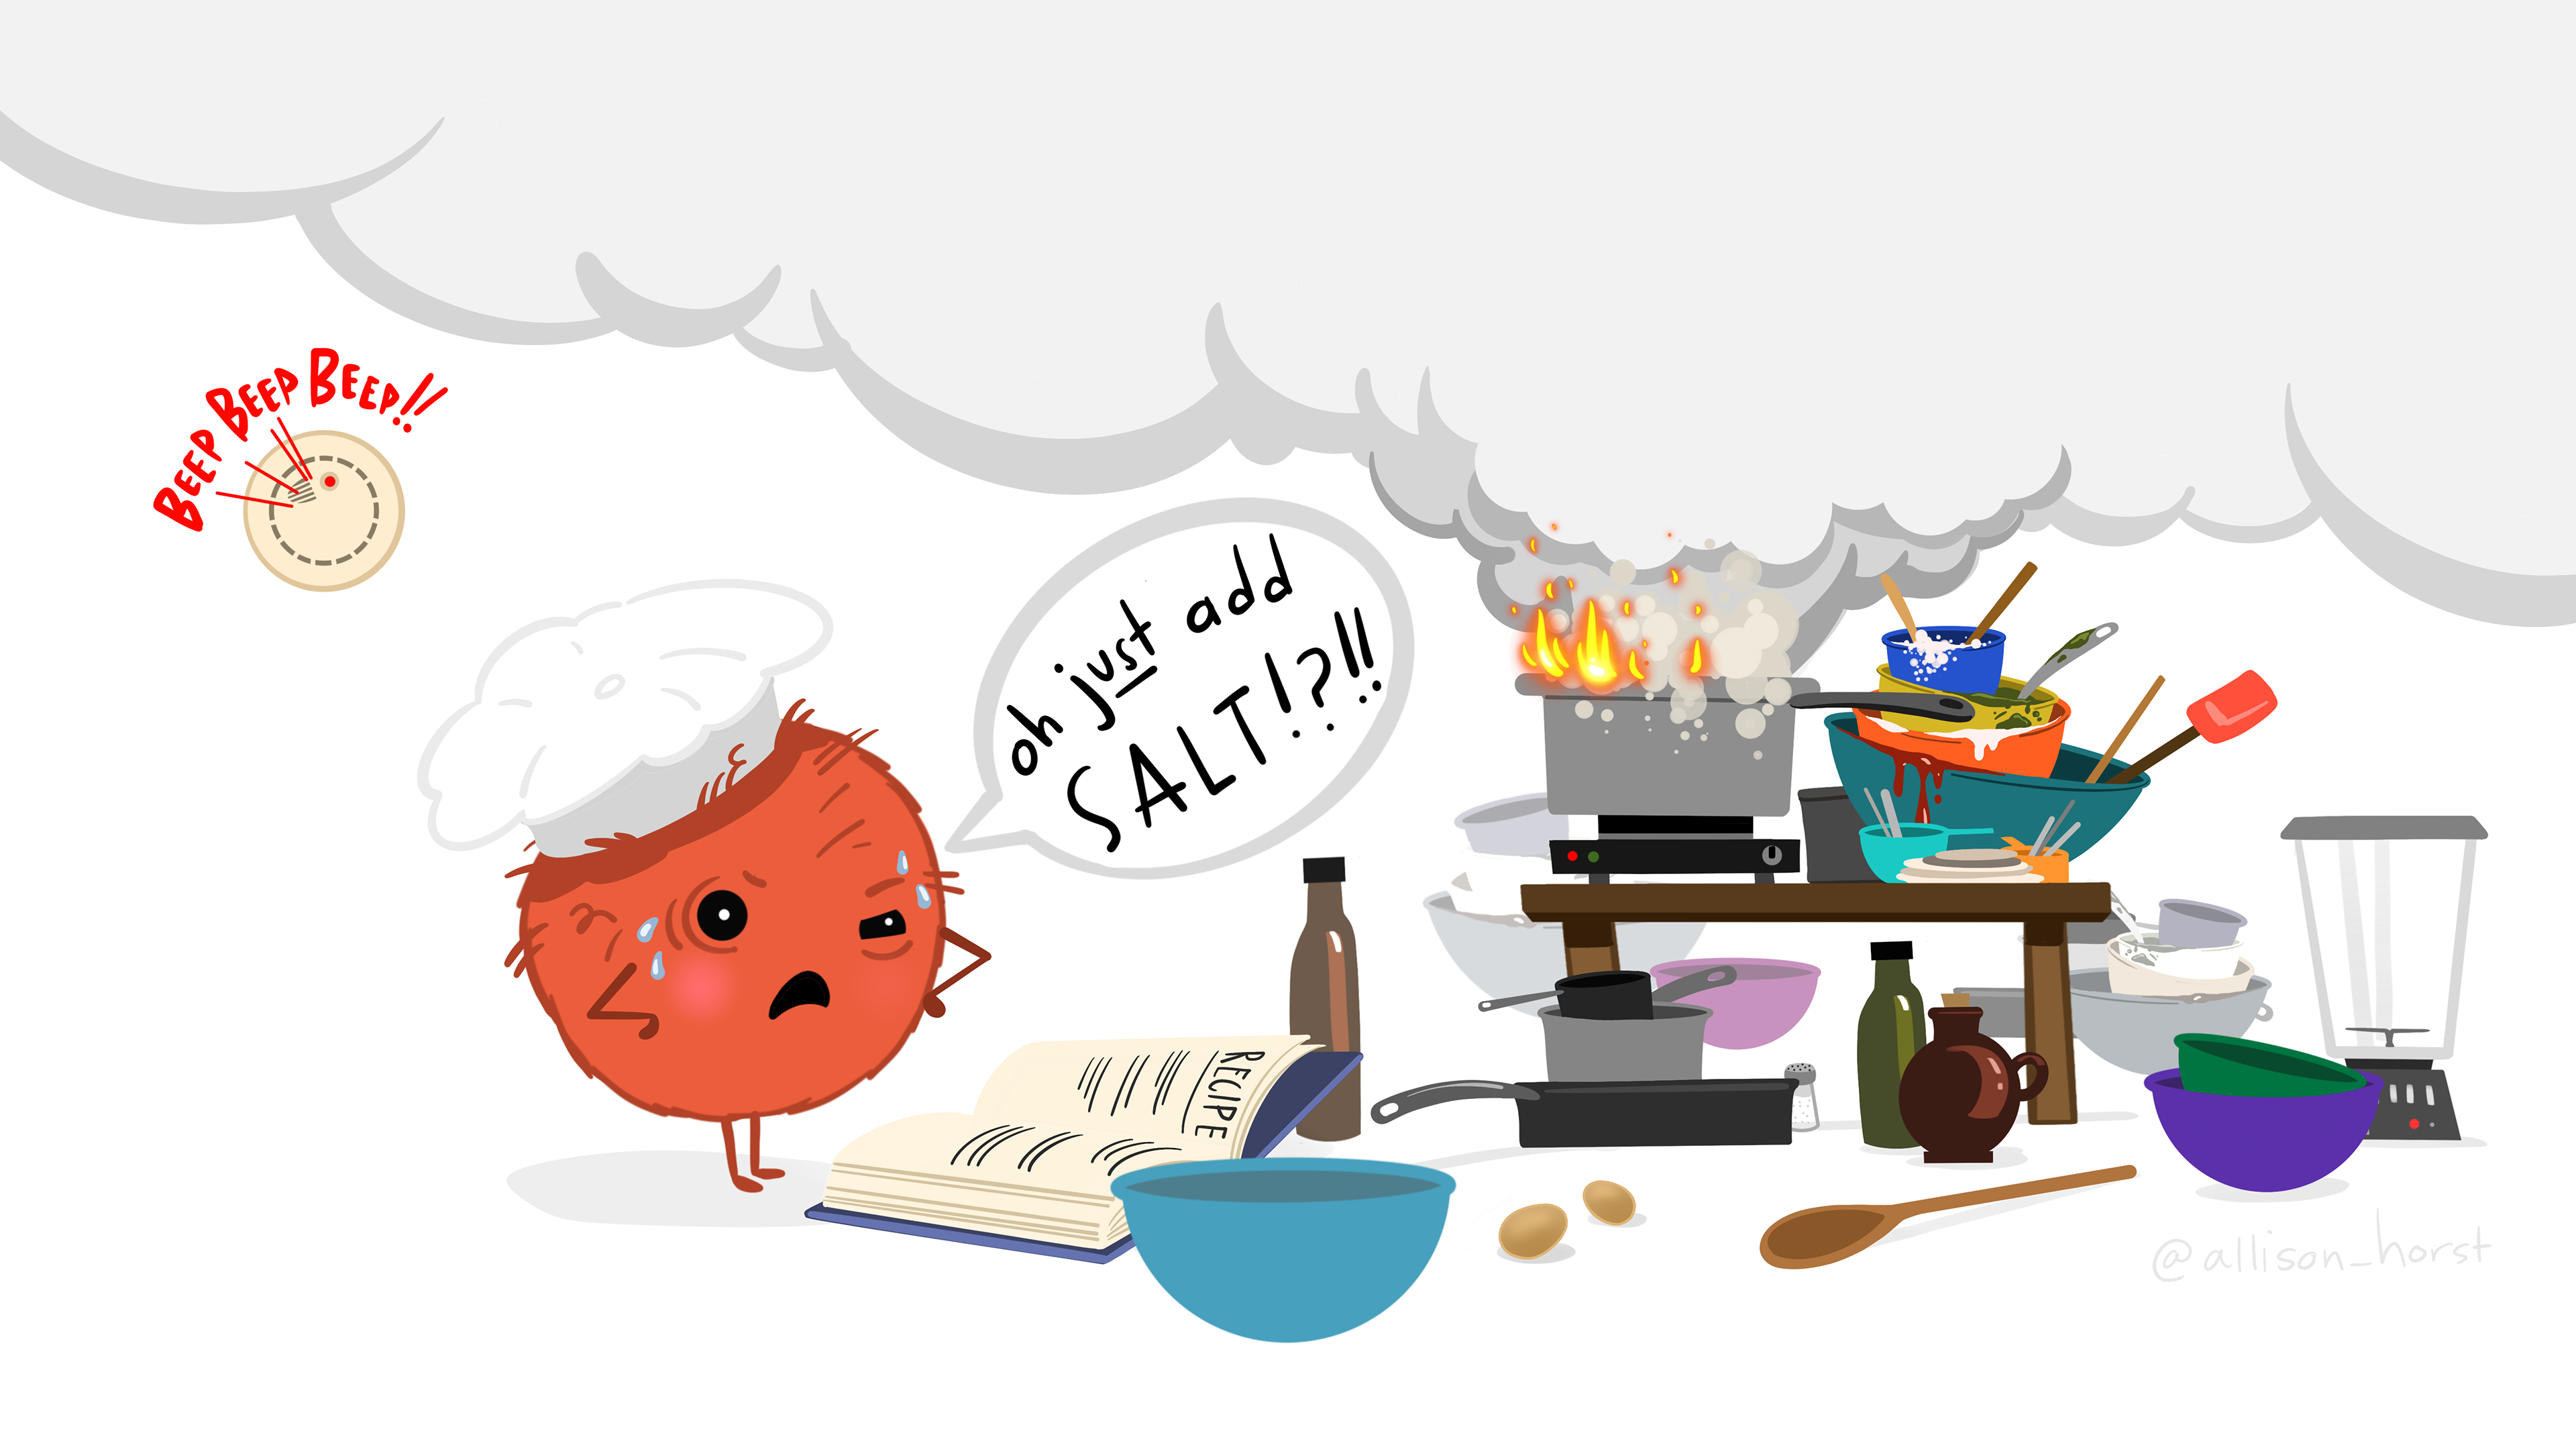 BEEP BEEP BEEP!!
oh just add
SALT!?!!
RECIPE
@allison_horst